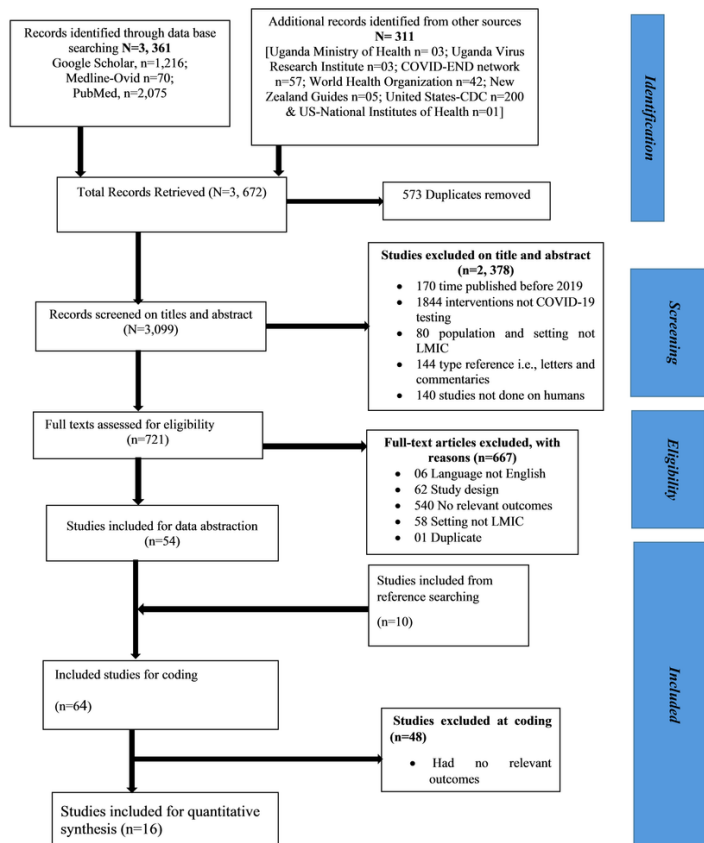 Records identified through data base
searching N=3, 361
Google Scholar, n=1,216;
Medline-Ovid n=70;
PubMed, n=2,075
Additional records identified from other sources
N= 311
[Uganda Ministry of Health n= 03; Uganda Virus
Research Institute n=03; COVID-END network
n=57; World Health Organization n=42; New
Zealand Guides n=05; United States-CDC n=200
& US-National Institutes of Health n=01]
Identification
Total Records Retrieved (N=3, 672)
573 Duplicates removed
Studies excluded on title and abstract
(n=2, 378)
• 170 time published before 2019
• 1844 interventions not COVID-19
testing
• 80 population and setting not
LMIC
• 144 type reference i.e., letters and
commentaries
• 140 studies not done on humans
Records screened on titles and abstract
(N=3,099)
Screening
Full texts assessed for eligibility
(n=721)
Full-text articles excluded, with
reasons (n=667)
• 06 Language not English
• 62 Study design
• 540 No relevant outcomes
• 58 Setting not LMIC
• 01 Duplicate
Eligibility
Studies included for data abstraction
(n=54)
Studies included from
reference searching
(n=10)
Included studies for coding
(n=64)
Studies excluded at coding
(n=48)
• Had no relevant
outcomes
Included
Studies included for quantitative
synthesis (n=16)